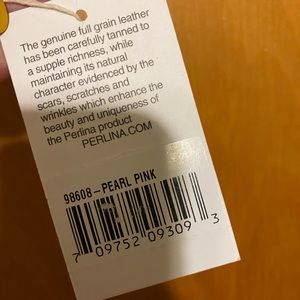 The genuine full grain leather
has been carefully tanned to
a supple richness, while
maintaining its natural
character evidenced by the
scars, scratches and
wrinkles which enhance the
beauty and uniqueness of
the Perlina product
PERLINA.COM
98608-PEARL PINK
7 09752 09309 3